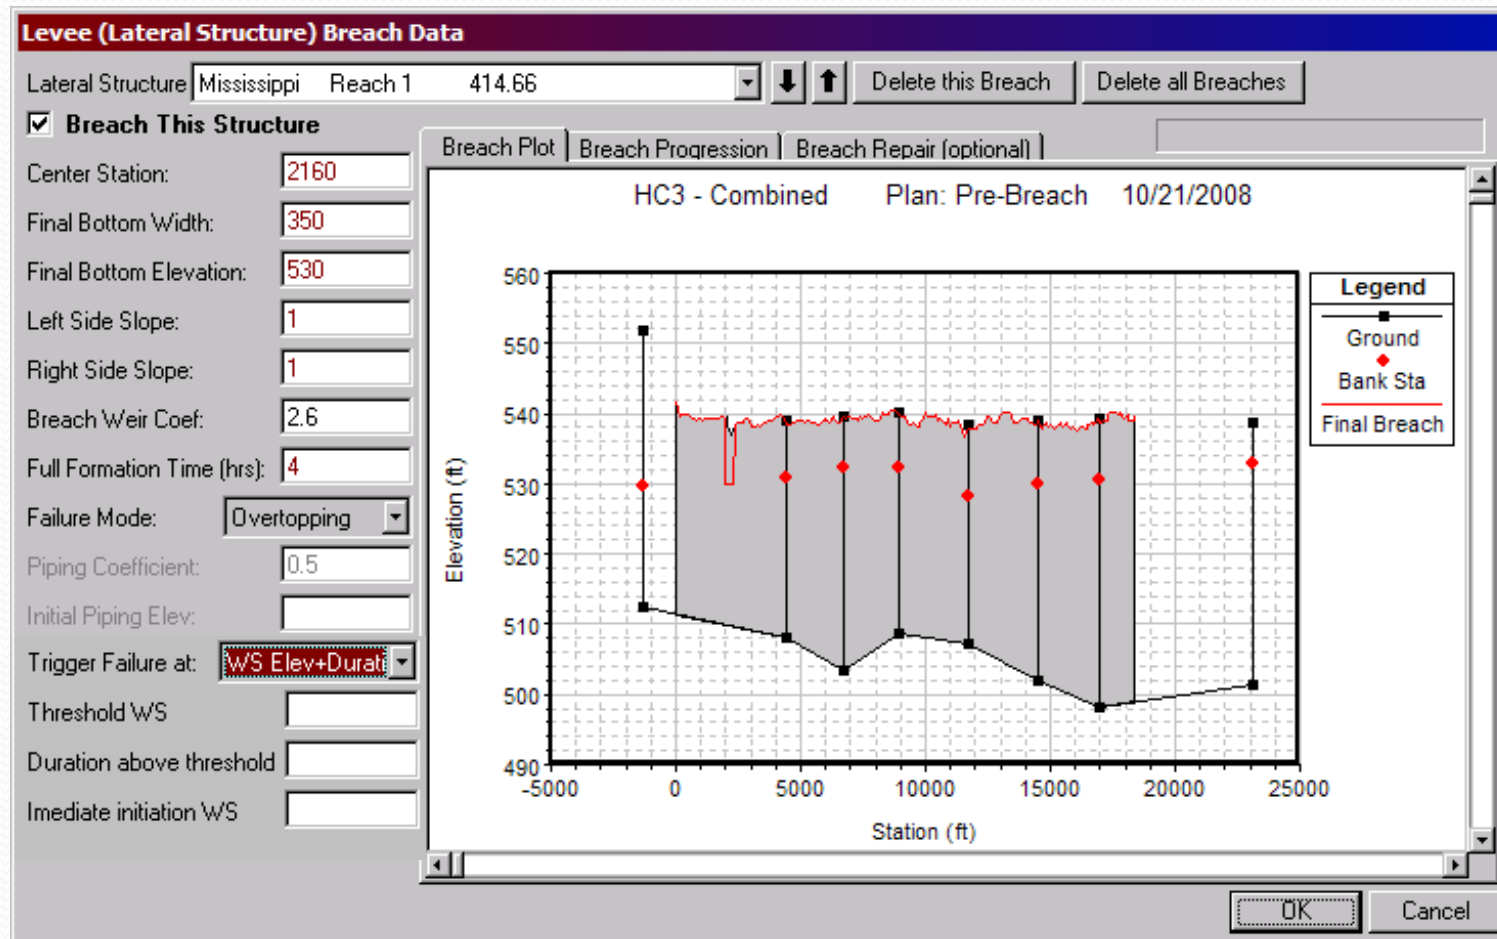 Levee (Lateral Structure) Breach Data
Lateral Structure Mississippi Reach 1 414.66 Delete this Breach Delete all Breaches
Breach This Structure
Breach Plot Breach Progression Breach Repair (optional)
Center Station: 2160
Final Bottom Width: 350
Final Bottom Elevation: 530
Left Side Slope: 1
Right Side Slope: 1
Breach Weir Coef: 2.6
Full Formation Time (hrs): 4
Failure Mode: Overtopping
Piping Coefficient: 0.5
Initial Piping Elev:
Trigger Failure at: WS Elev+Durati
Threshold WS
Duration above threshold
Imediate initiation WS
HC3 - Combined Plan: Pre-Breach 10/21/2008
560
550
540
530
520
510
500
490
Elevation (ft)
-5000 0 5000 10000 15000 20000 25000
Station (ft)
Legend
Ground
Bank Sta
Final Breach
OK Cancel